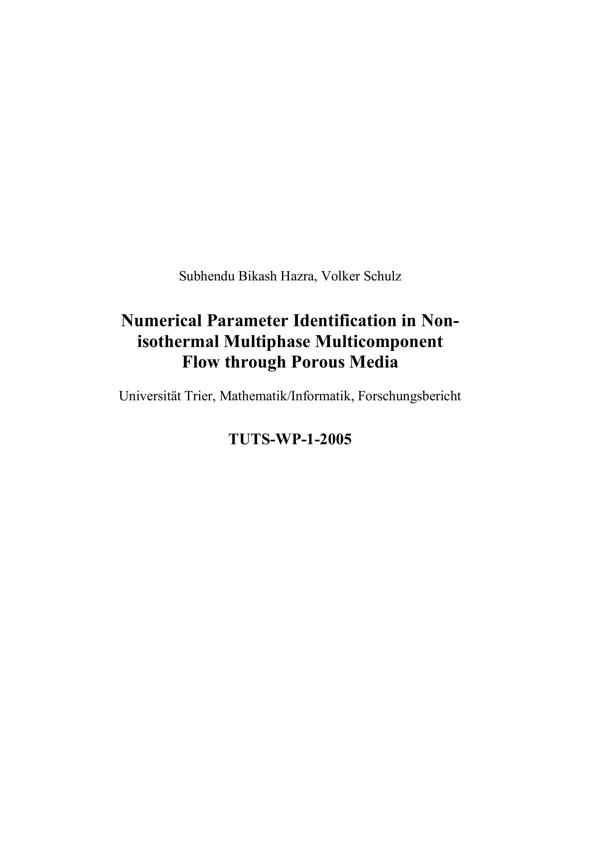 Subhendu Bikash Hazra, Volker Schulz
Numerical Parameter Identification in Non-
isothermal Multiphase Multicomponent
Flow through Porous Media
Universität Trier, Mathematik/Informatik, Forschungsbericht
TUTS-WP-1-2005